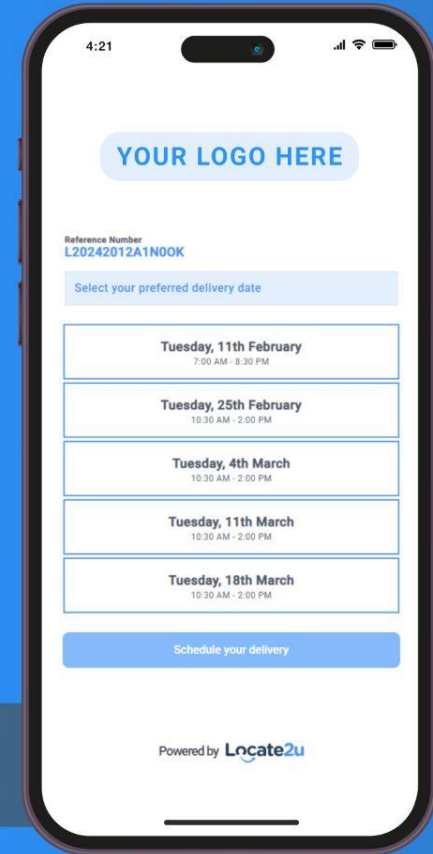 4:21
YOUR LOGO HERE
Reference Number
L20242012A1N0OK
Select your preferred delivery date
Tuesday, 11th February
7:00 AM - 8:30 PM
Tuesday, 25th February
10:30 AM - 2:00 PM
Tuesday, 4th March
10:30 AM - 2:00 PM
Tuesday, 11th March
10:30 AM - 2:00 PM
Tuesday, 18th March
10:30 AM - 2:00 PM
Schedule your delivery
Powered by Locate2u